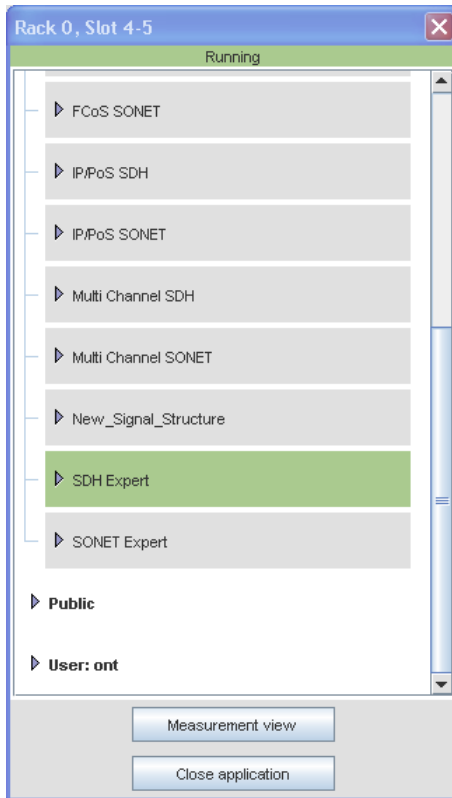 Rack 0, Slot 4-5
Running
FCoS SONET
IP/PoS SDH
IP/PoS SONET
Multi Channel SDH
Multi Channel SONET
New_Signal_Structure
SDH Expert
SONET Expert
Public
User: ont
Measurement view
Close application